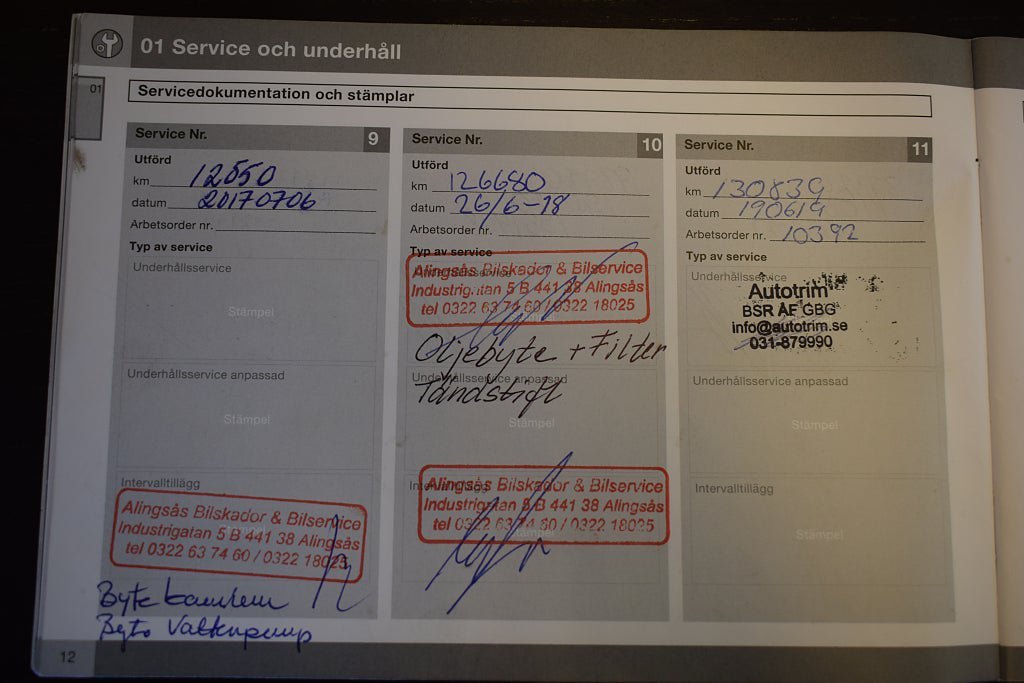 01 Service och underhåll
01
Servicedokumentation och stämplar
Service Nr. 9
Utförd
km 12550
datum 20170706
Arbetsorder nr.
Typ av service
Underhållsservice
Stämpel
Underhållsservice anpassad
Stämpel
Intervalltillägg
Alingsås Bilskador & Bilservice
Industrigatan 5 B 441 38 Alingsås
tel 0322 63 74 60 / 0322 18025
Byte kamrem
Byte Vattenpump
Service Nr. 10
Utförd
km 126680
datum 26/6-18
Arbetsorder nr.
Typ av service
Underhållsservice
Alingsås Bilskador & Bilservice
Industrigatan 5 B 441 38 Alingsås
tel 0322 63 74 60 / 0322 18025
Oljebyte + Filter
Underhållsservice anpassad
Tändstift
Stämpel
Intervalltillägg
Alingsås Bilskador & Bilservice
Industrigatan 5 B 441 38 Alingsås
tel 0322 63 74 60 / 0322 18025
Stämpel
Service Nr. 11
Utförd
km 130839
datum 190619
Arbetsorder nr. 10392
Typ av service
Underhållsservice
Autotrim
BSR AF GBG
info@autotrim.se
031-879990
Underhållsservice anpassad
Stämpel
Intervalltillägg
Stämpel
12